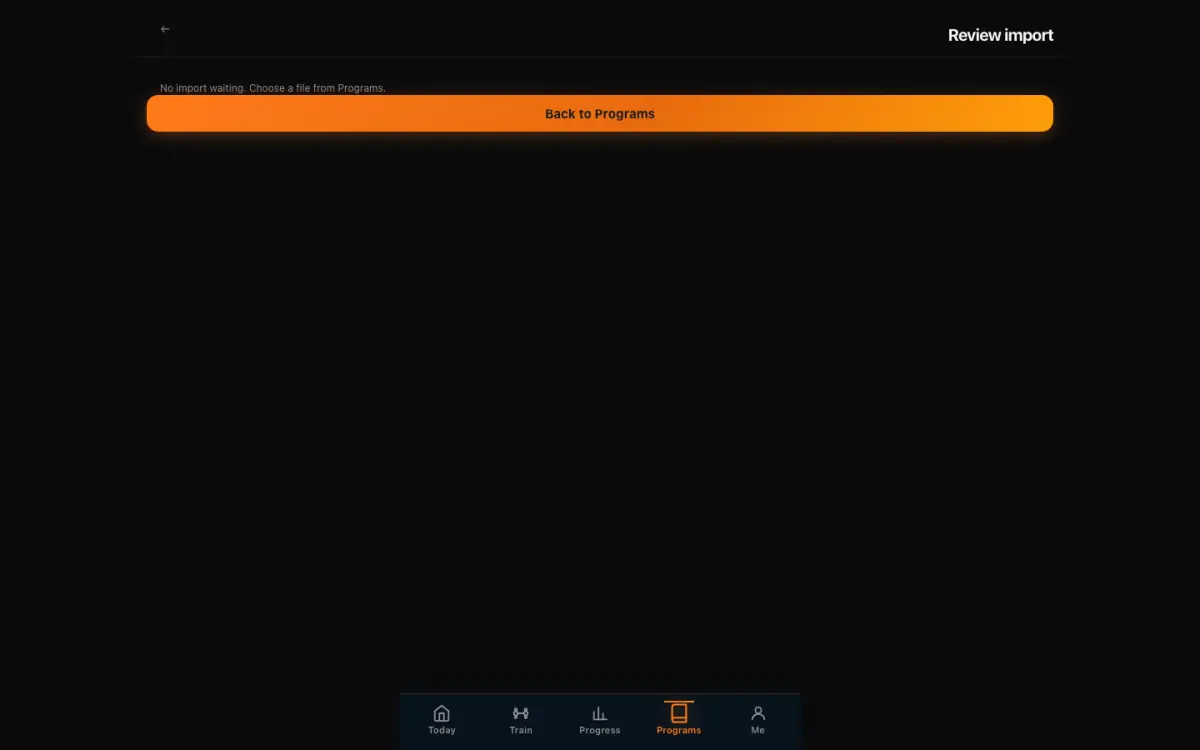 ←
Review import
No import waiting. Choose a file from Programs.
Back to Programs
Today
Train
Progress
Programs
Me